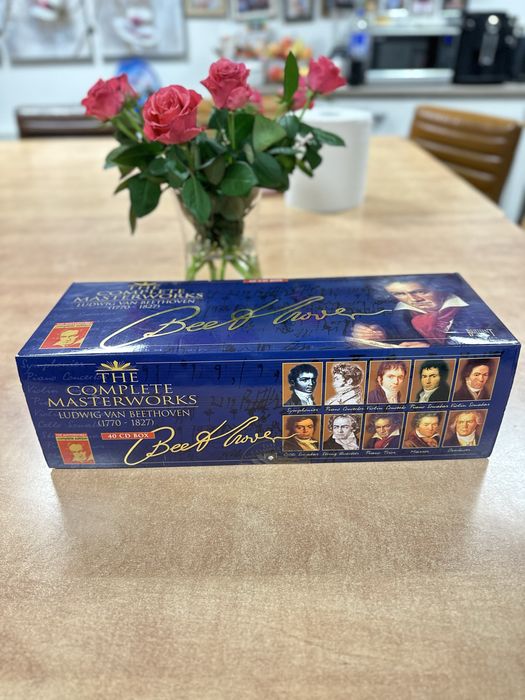 THE
COMPLETE
MASTERWORKS
LUDWIG VAN BEETHOVEN
(1770 - 1827)
Beethoven
THE
COMPLETE
MASTERWORKS
LUDWIG VAN BEETHOVEN
(1770 - 1827)
40 CD BOX
Beethoven
Symphonies Piano Concertos Violin Concerto Piano Sonatas Violin Sonatas
Cello Sonatas String Quartets Piano Trios Masses Overtures